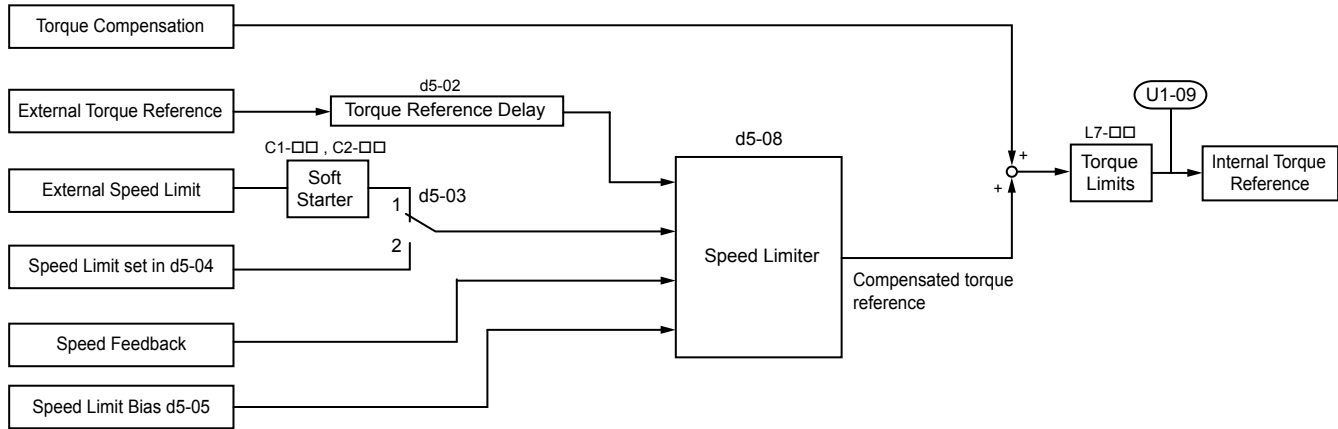 Torque Compensation
d5-02
External Torque Reference
Torque Reference Delay
U1-09
C1-□□ , C2-□□
d5-08
L7-□□
External Speed Limit
Soft
Starter
d5-03
1
2
+
+
Torque
Limits
Internal Torque
Reference
Speed Limit set in d5-04
Speed Limiter
Compensated torque
reference
Speed Feedback
Speed Limit Bias d5-05